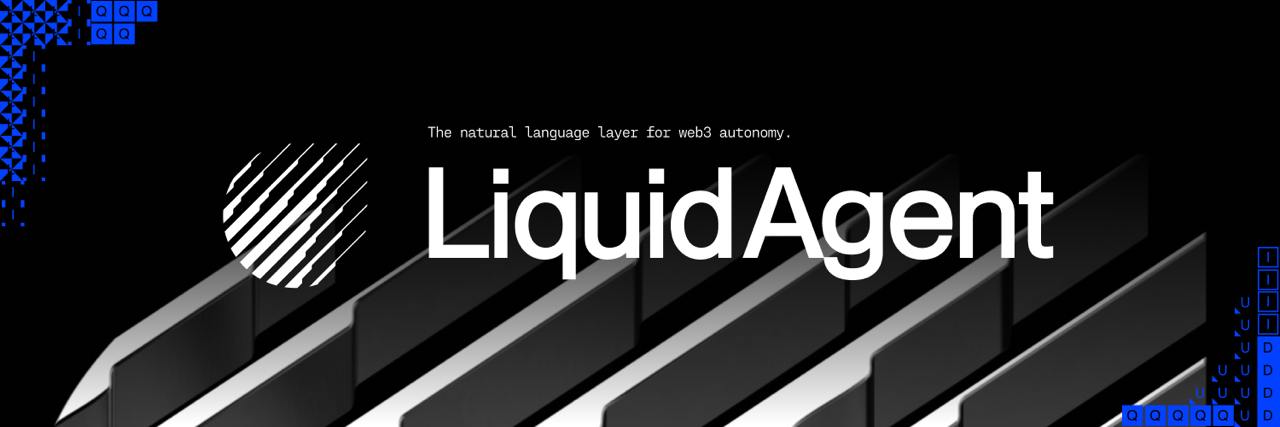 Q Q Q
Q Q
The natural language layer for web3 autonomy.
LiquidAgent
I
I
U I
U I
U D
U U D
U U D
Q Q Q Q Q U D